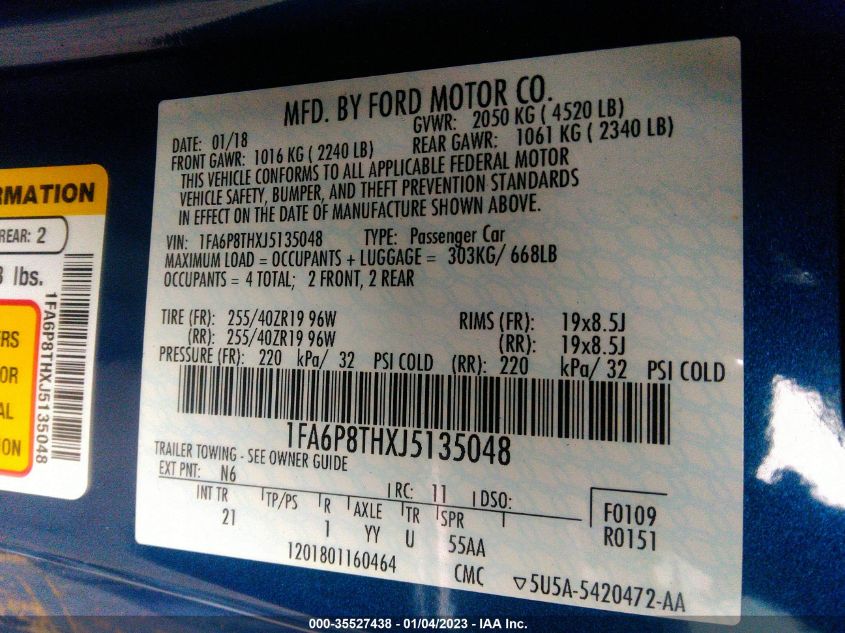 MFD. BY FORD MOTOR CO.
DATE: 01/18 GVWR: 2050 KG ( 4520 LB)
FRONT GAWR: 1016 KG ( 2240 LB) REAR GAWR: 1061 KG ( 2340 LB)
THIS VEHICLE CONFORMS TO ALL APPLICABLE FEDERAL MOTOR
VEHICLE SAFETY, BUMPER, AND THEFT PREVENTION STANDARDS
IN EFFECT ON THE DATE OF MANUFACTURE SHOWN ABOVE.
VIN: 1FA6P8THXJ5135048 TYPE: Passenger Car
MAXIMUM LOAD = OCCUPANTS + LUGGAGE = 303KG/ 668LB
OCCUPANTS = 4 TOTAL; 2 FRONT, 2 REAR
TIRE (FR): 255/40ZR19 96W RIMS (FR): 19x8.5J
(RR): 255/40ZR19 96W (RR): 19x8.5J
PRESSURE (FR): 220 kPa/ 32 PSI COLD (RR): 220 kPa/ 32 PSI COLD
1FA6P8THXJ5135048
TRAILER TOWING - SEE OWNER GUIDE
EXT PNT: N6 RC: 11 DSO:
INT TR TP/PS R AXLE TR SPR
21 1 YY U 55AA
F0109
R0151
1201801160464 CMC ▽5U5A-5420472-AA
RMATION
REAR: 2
lbs.
ERS
OR
AL
ION
1FA6P8THXJ5135048
000-35527438 - 01/04/2023 - IAA Inc.